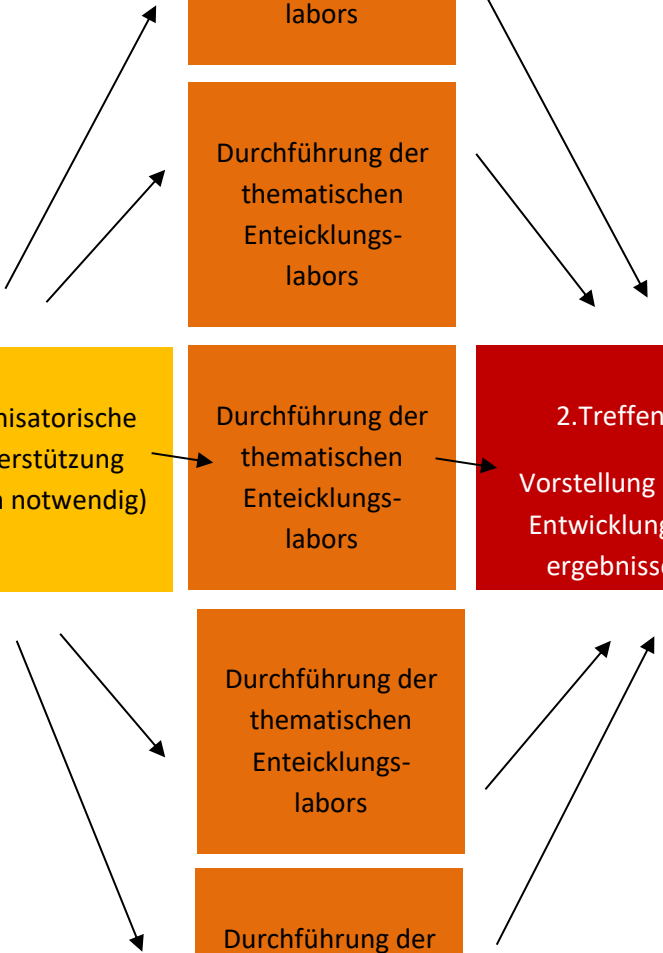 labors
Durchführung der
thematischen
Enteicklungs-
labors
nisatorische
erstützung
notwendig)
Durchführung der
thematischen
Enteicklungs-
labors
2.Treffen
Vorstellung
Entwicklung
ergebnisse
Durchführung der
thematischen
Enteicklungs-
labors
Durchführung der